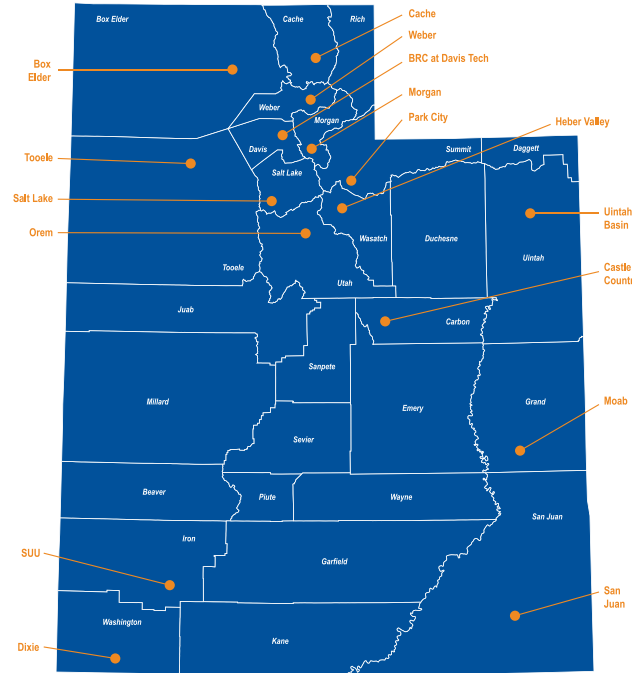 Cache
Box Elder
Cache
Rich
Weber
BRC at Davis Tech
Box
Elder
Weber
Morgan
Morgan
Park City
Heber Valley
Davis
Summit
Daggett
Tooele
Salt Lake
Salt Lake
Uintah
Basin
Orem
Wasatch
Duchesne
Uintah
Tooele
Castle
Utah
Juab
Carbon
Sanpete
Millard
Emery
Grand
Moab
Sevier
Beaver
Piute
Wayne
San Juan
Iron
SUU
Garfield
San
Juan
Washington
Dixie
Kane